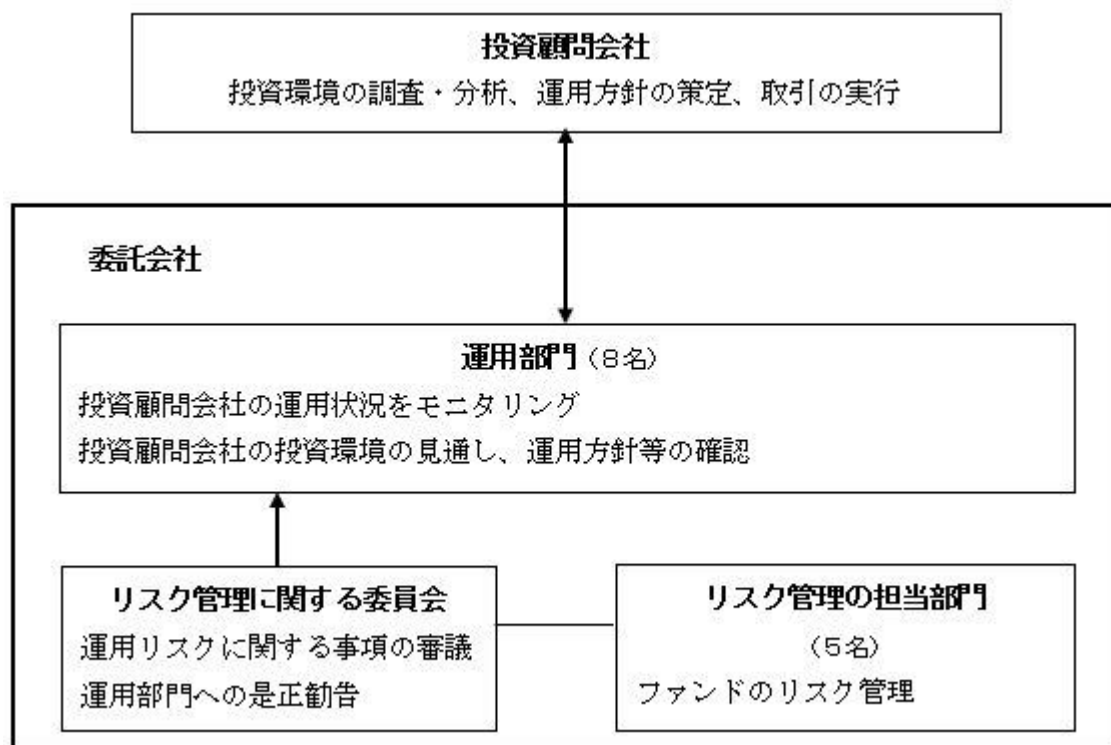 投資顧問会社
投資環境の調査・分析、運用方針の策定、取引の実行
委託会社
運用部門（８名）
投資顧問会社の運用状況をモニタリング
投資顧問会社の投資環境の見通し、運用方針等の確認
リスク管理に関する委員会
運用リスクに関する事項の審議
運用部門への是正勧告
リスク管理の担当部門
（５名）
ファンドのリスク管理